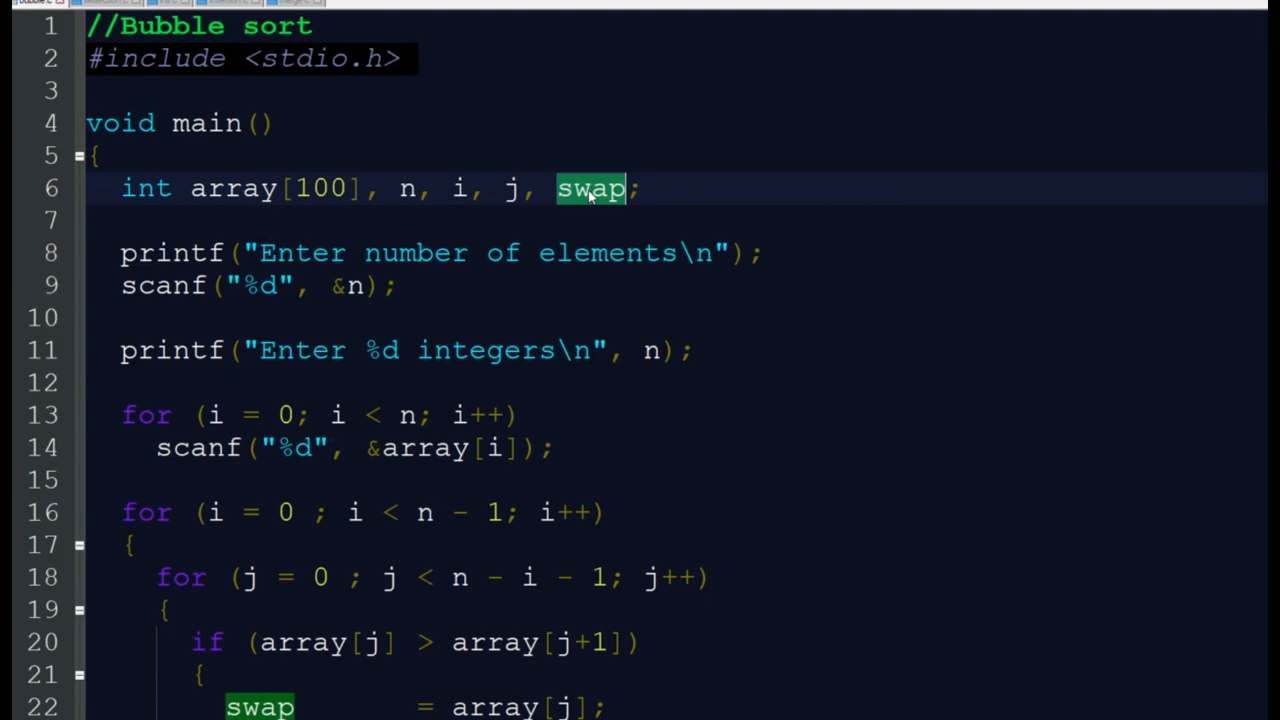 1 //Bubble sort
2 #include <stdio.h>
3
4 void main()
5 {
6 int array[100], n, i, j, swap;
7
8 printf("Enter number of elements\n");
9 scanf("%d", &n);
10
11 printf("Enter %d integers\n", n);
12
13 for (i = 0; i < n; i++)
14 scanf("%d", &array[i]);
15
16 for (i = 0 ; i < n - 1; i++)
17 {
18 for (j = 0 ; j < n - i - 1; j++)
19 {
20 if (array[j] > array[j+1])
21 {
22 swap = array[j];